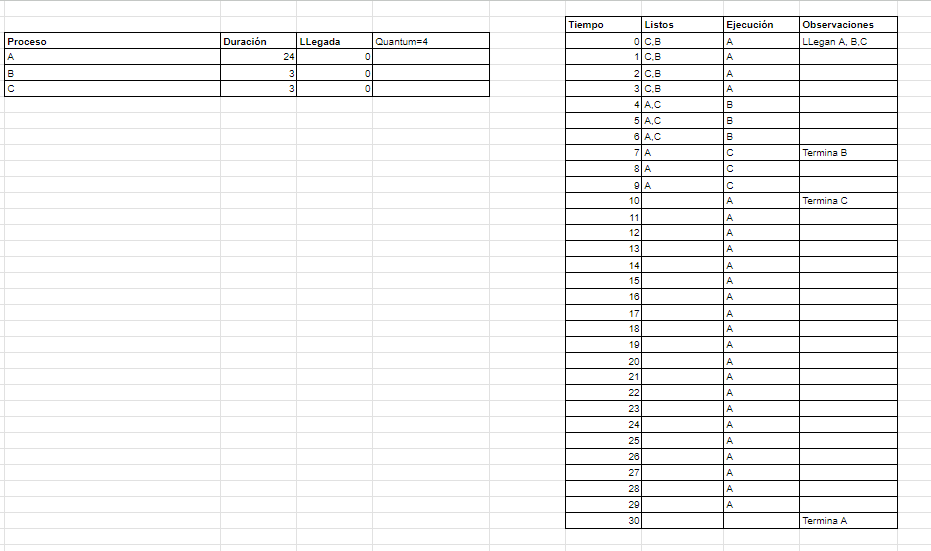 Proceso Duración LLegada Quantum=4
A 24 0
B 3 0
C 3 0
Tiempo Listos Ejecución Observaciones
0 C,B A LLegan A, B,C
1 C,B A
2 C,B A
3 C,B A
4 A,C B
5 A,C B
6 A,C B
7 A C Termina B
8 A C
9 A C
10 A Termina C
11 A
12 A
13 A
14 A
15 A
16 A
17 A
18 A
19 A
20 A
21 A
22 A
23 A
24 A
25 A
26 A
27 A
28 A
29 A
30 Termina A